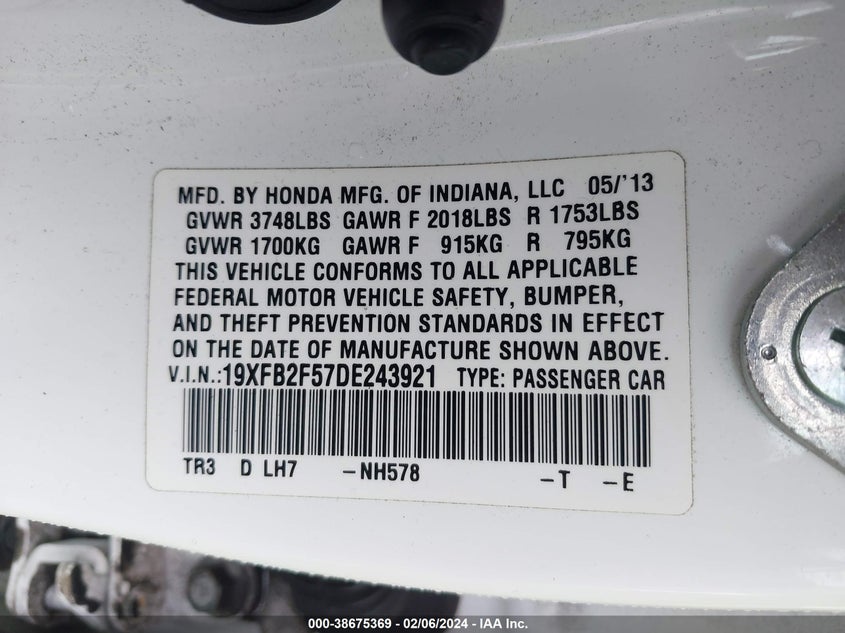 MFD. BY HONDA MFG. OF INDIANA, LLC 05/'13
GVWR 3748LBS GAWR F 2018LBS R 1753LBS
GVWR 1700KG GAWR F 915KG R 795KG
THIS VEHICLE CONFORMS TO ALL APPLICABLE
FEDERAL MOTOR VEHICLE SAFETY, BUMPER,
AND THEFT PREVENTION STANDARDS IN EFFECT
ON THE DATE OF MANUFACTURE SHOWN ABOVE.
V.I.N.:19XFB2F57DE243921 TYPE: PASSENGER CAR
TR3 D LH7 -NH578 -T -E
000-38675369 - 02/06/2024 - IAA Inc.